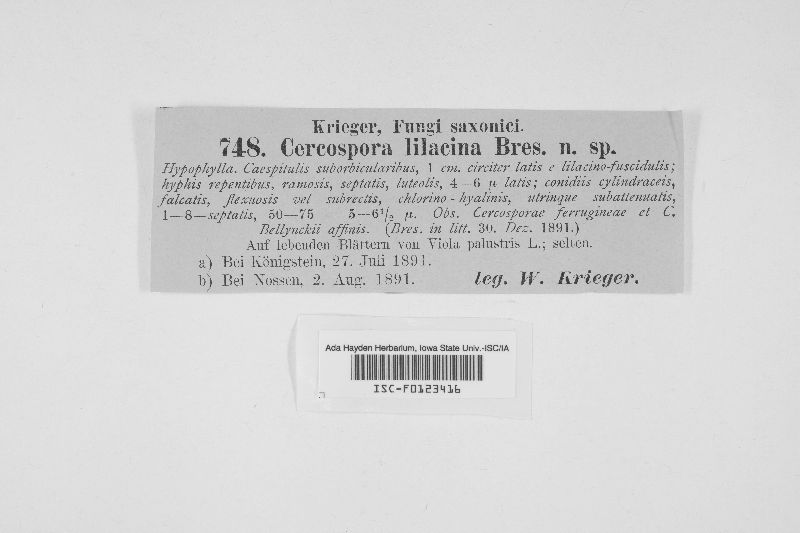 Krieger, Fungi saxonici.
748. Cercospora lilacina Bres. n. sp.
Hypophylla. Caespitulis suborbicularibus, 1 cm. circiter latis e lilacino-fuscidulis;
hyphis repentibus, ramosis, septatis, luteolis, 4—6 µ latis; conidiis cylindraceis,
falcatis, flexuosis vel subrectis, chlorino-hyalinis, utrinque subattenuatis,
1—8—septatis, 50—75 5—6½ µ. Obs. Cercosporae ferrugineae et C.
Bellynckii affinis. (Bres. in litt. 30. Dez. 1891.)
Auf lebenden Blättern von Viola palustris L.; selten.
a) Bei Königstein, 27. Juli 1891.
b) Bei Nossen, 2. Aug. 1891. leg. W. Krieger.
Ada Hayden Herbarium, Iowa State Univ.-ISC/IA
ISC-F0123416